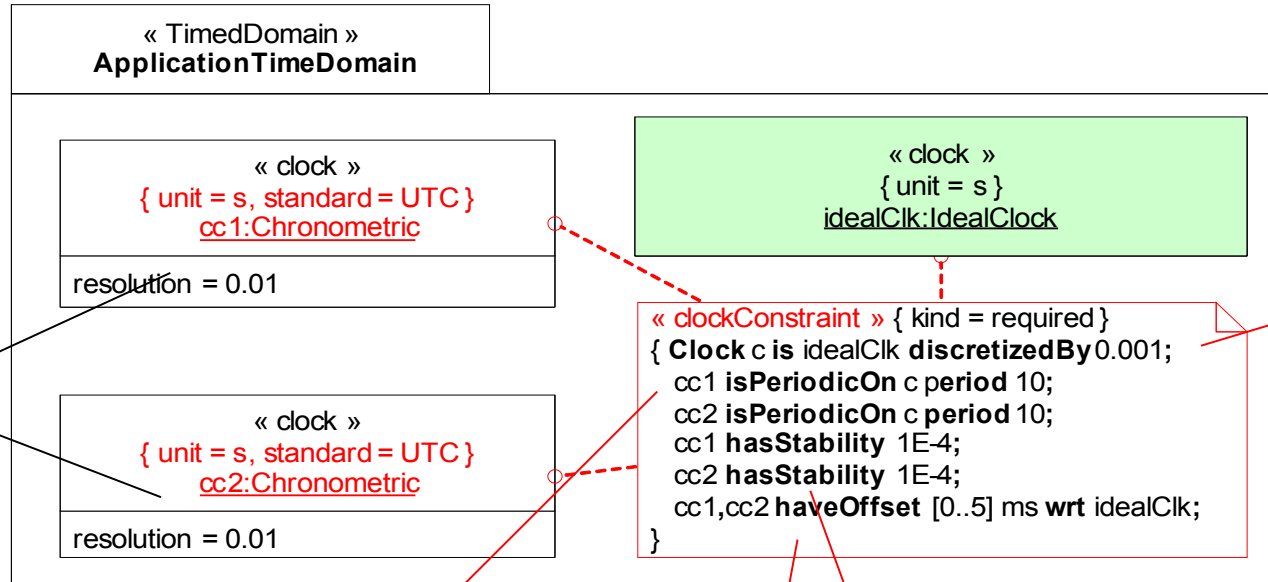 « TimedDomain »
ApplicationTimeDomain
« clock »
{ unit = s, standard = UTC }
cc1:Chronometric
resolution = 0.01
« clock »
{ unit = s }
idealClk:IdealClock
« clockConstraint » { kind = required }
{ Clock c is idealClk discretizedBy 0.001;
cc1 isPeriodicOn c period 10;
cc2 isPeriodicOn c period 10;
cc1 hasStability 1E-4;
cc2 hasStability 1E-4;
cc1,cc2 haveOffset [0..5] ms wrt idealClk;
}
« clock »
{ unit = s, standard = UTC }
cc2:Chronometric
resolution = 0.01